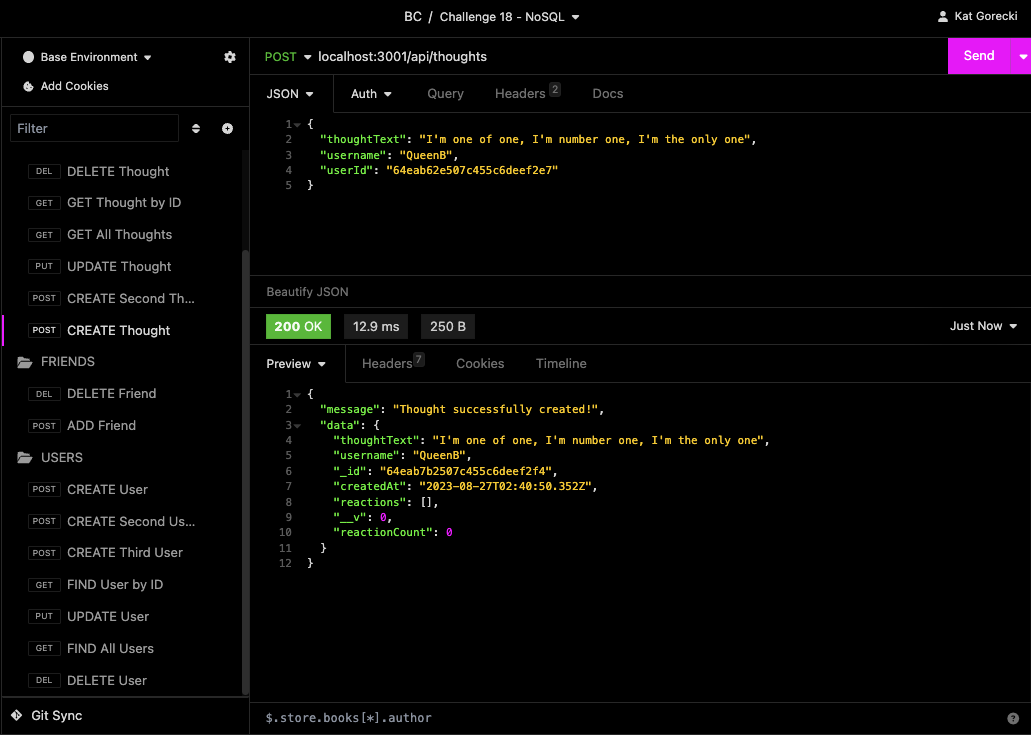 BC / Challenge 18 - NoSQL
Kat Gorecki
Base Environment
Add Cookies
Filter
DEL DELETE Thought
GET GET Thought by ID
GET GET All Thoughts
PUT UPDATE Thought
POST CREATE Second Th...
POST CREATE Thought
FRIENDS
DEL DELETE Friend
POST ADD Friend
USERS
POST CREATE User
POST CREATE Second Us...
POST CREATE Third User
GET FIND User by ID
PUT UPDATE User
GET FIND All Users
DEL DELETE User
Git Sync
POST localhost:3001/api/thoughts
Send
JSON Auth Query Headers 2 Docs
1 {
2 "thoughtText": "I'm one of one, I'm number one, I'm the only one",
3 "username": "QueenB",
4 "userId": "64eab62e507c455c6deef2e7"
5 }
Beautify JSON
200 OK 12.9 ms 250 B Just Now
Preview Headers 7 Cookies Timeline
1 {
2 "message": "Thought successfully created!",
3 "data": {
4 "thoughtText": "I'm one of one, I'm number one, I'm the only one",
5 "username": "QueenB",
6 "_id": "64eab7b2507c455c6deef2f4",
7 "createdAt": "2023-08-27T02:40:50.352Z",
8 "reactions": [],
9 "__v": 0,
10 "reactionCount": 0
11 }
12 }
$.store.books[*].author
?